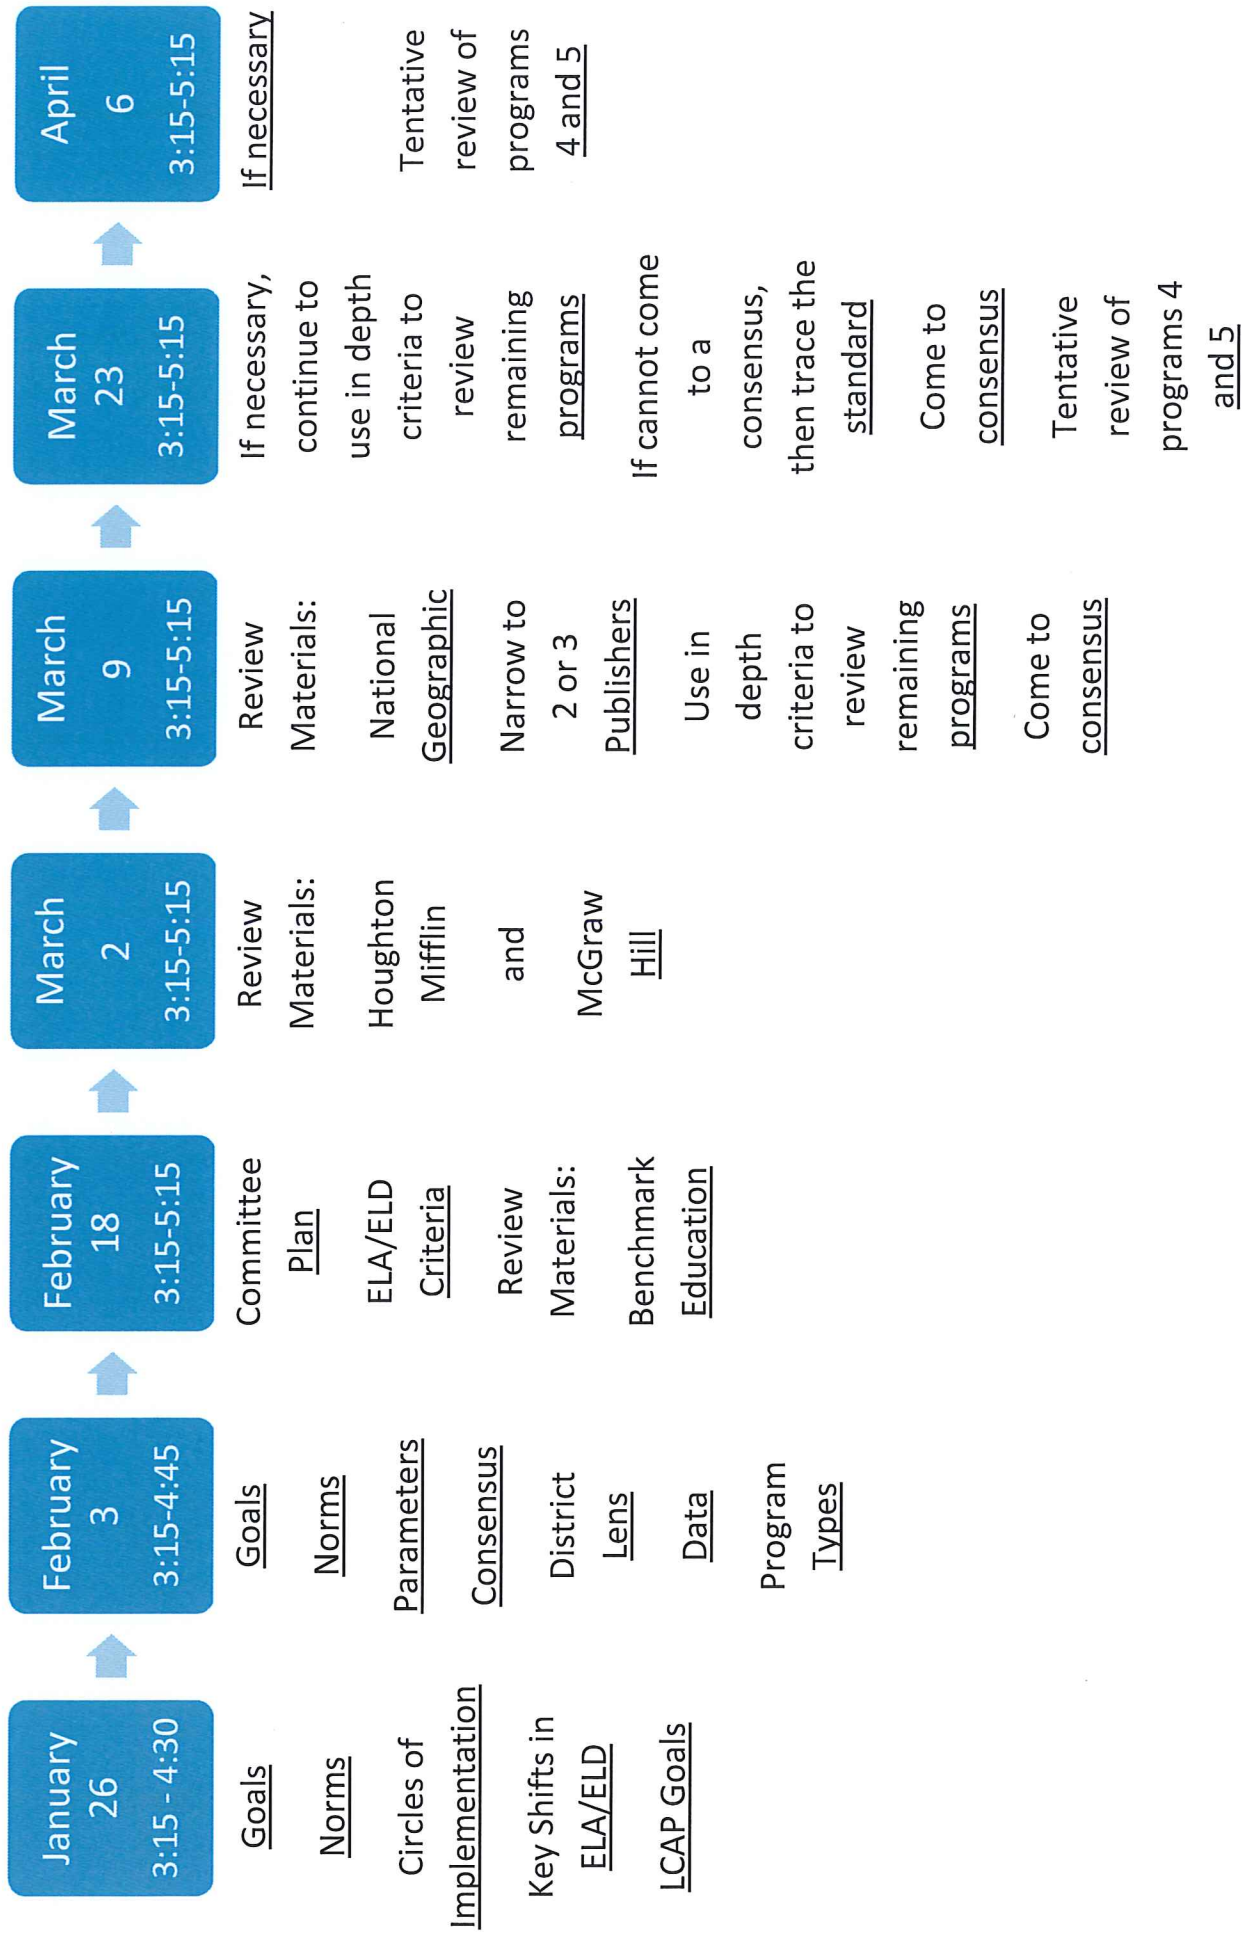 January
26
3:15 - 4:30
Goals
Norms
Circles of
Implementation
Key Shifts in
ELA/ELD
LCAP Goals
February
3
3:15-4:45
Goals
Norms
Parameters
Consensus
District
Lens
Data
Program
Types
February
18
3:15-5:15
Committee
Plan
ELA/ELD
Criteria
Review
Materials:
Benchmark
Education
March
2
3:15-5:15
Review
Materials:
Houghton
Mifflin
and
McGraw
Hill
March
9
3:15-5:15
Review
Materials:
National
Geographic
Narrow to
2 or 3
Publishers
Use in
depth
criteria to
review
remaining
programs
Come to
consensus
March
23
3:15-5:15
If necessary,
continue to
use in depth
criteria to
review
remaining
programs
If cannot come
to a
consensus,
then trace the
standard
Come to
consensus
Tentative
review of
programs 4
and 5
April
6
3:15-5:15
If necessary
Tentative
review of
programs
4 and 5